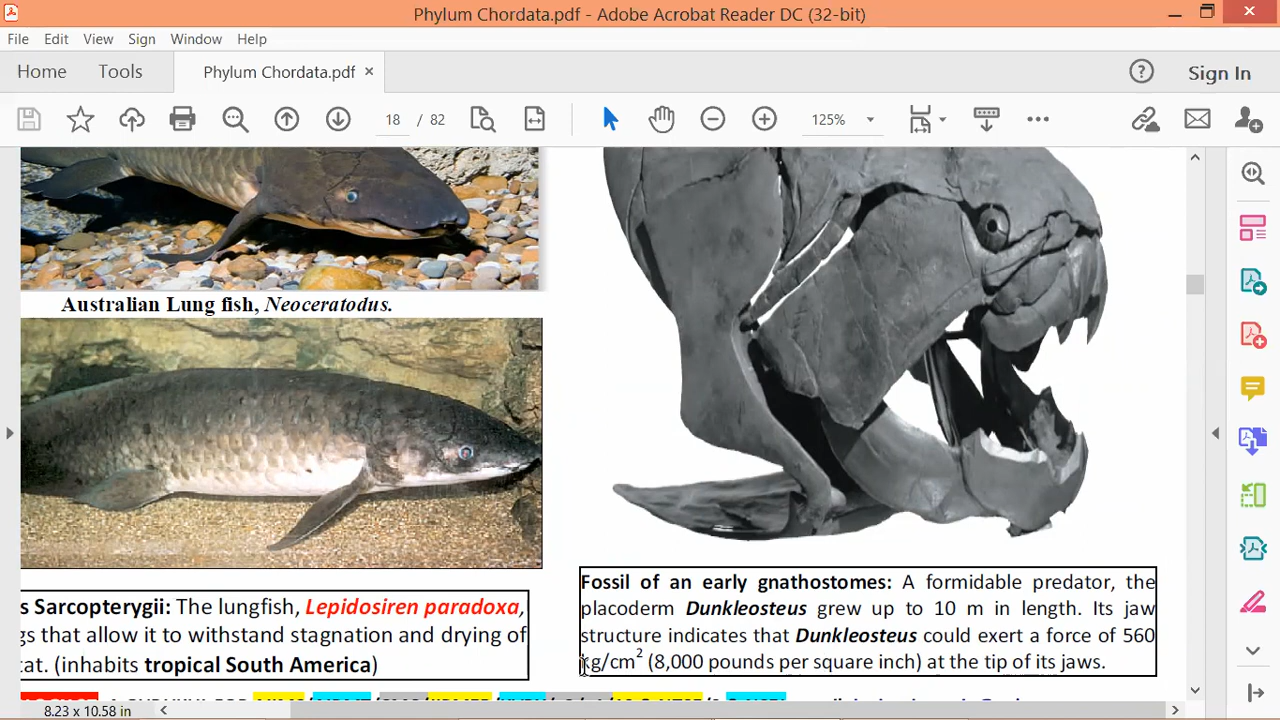 Phylum Chordata.pdf - Adobe Acrobat Reader DC (32-bit)
File Edit View Sign Window Help
Home Tools Phylum Chordata.pdf × Sign In
18 / 82 125%
Australian Lung fish, Neoceratodus.
s Sarcopterygii: The lungfish, Lepidosiren paradoxa,
gs that allow it to withstand stagnation and drying of
tat. (inhabits tropical South America)
Fossil of an early gnathostomes: A formidable predator, the
placoderm Dunkleosteus grew up to 10 m in length. Its jaw
structure indicates that Dunkleosteus could exert a force of 560
kg/cm² (8,000 pounds per square inch) at the tip of its jaws.
8.23 x 10.58 in